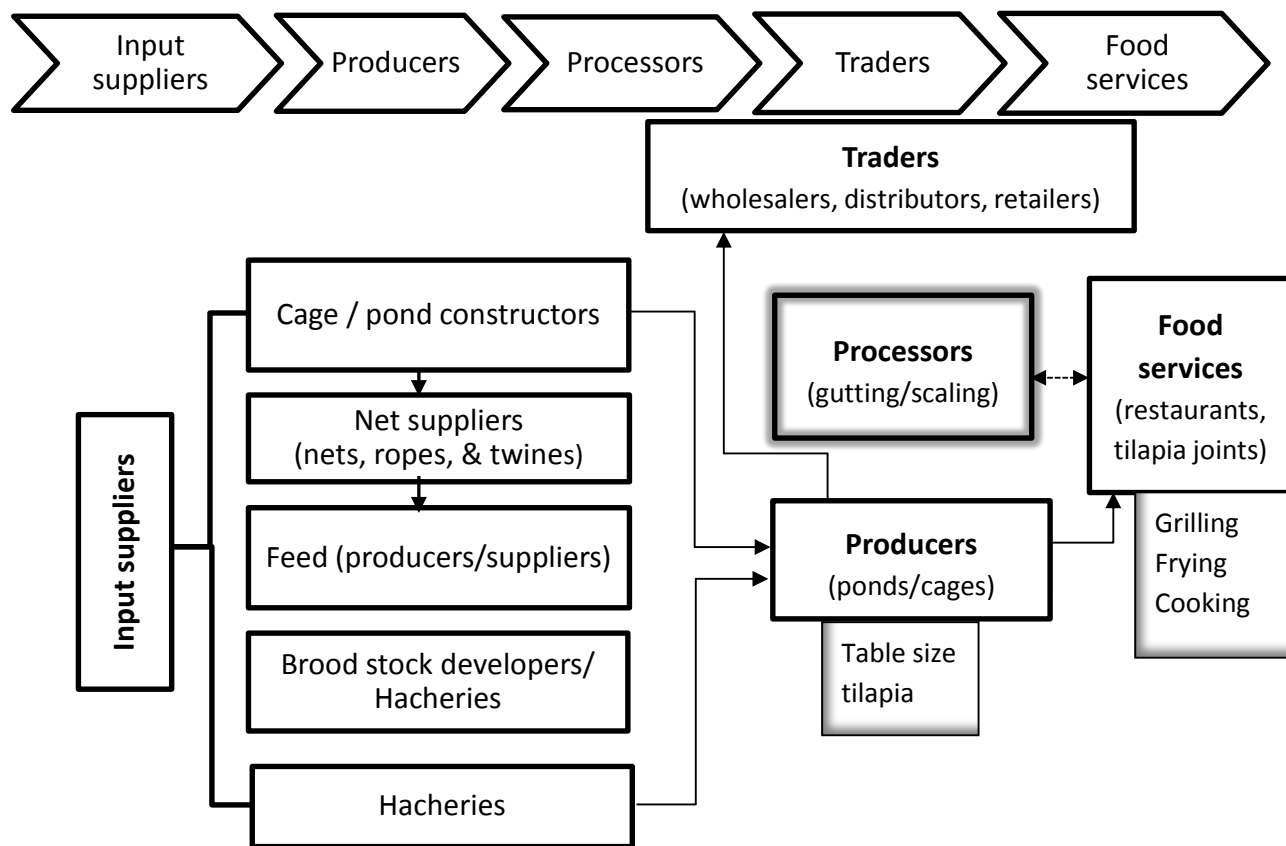 Input
suppliers
Producers
Processors
Traders
Food
services
Traders
(wholesalers, distributors, retailers)
Cage / pond constructors
Net suppliers
(nets, ropes, & twines)
Feed (producers/suppliers)
Brood stock developers/
Hacheries
Hacheries
Input suppliers
Processors
(gutting/scaling)
Food
services
(restaurants,
tilapia joints)
Grilling
Frying
Cooking
Producers
(ponds/cages)
Table size
tilapia